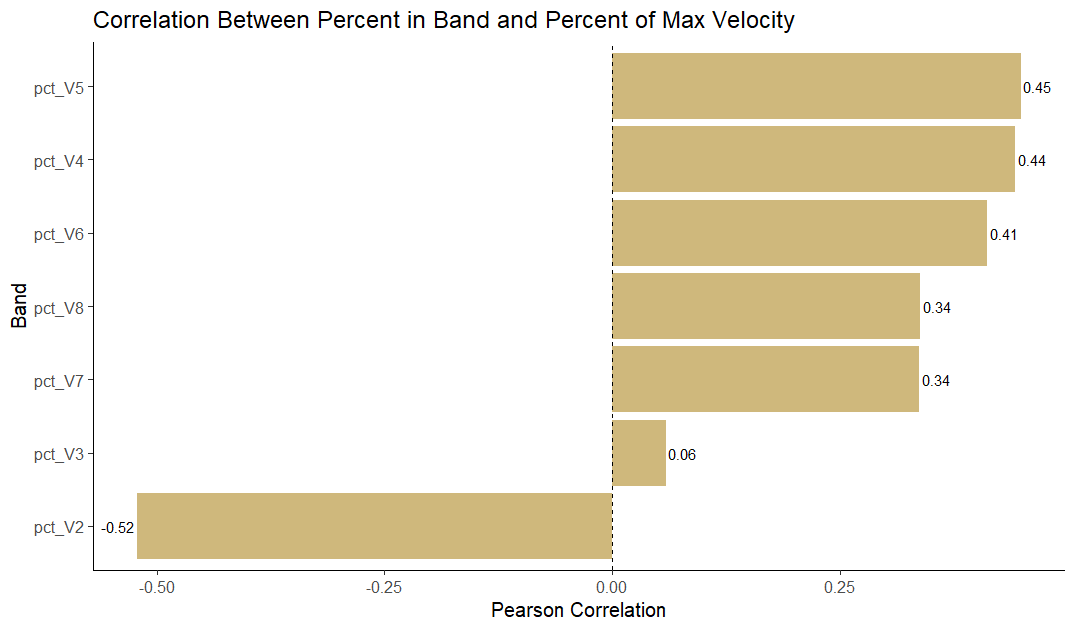 Correlation Between Percent in Band and Percent of Max Velocity
Band
pct_V5
0.45
pct_V4
0.44
pct_V6
0.41
pct_V8
0.34
pct_V7
0.34
pct_V3
0.06
pct_V2
-0.52
-0.50
-0.25
0.00
0.25
Pearson Correlation